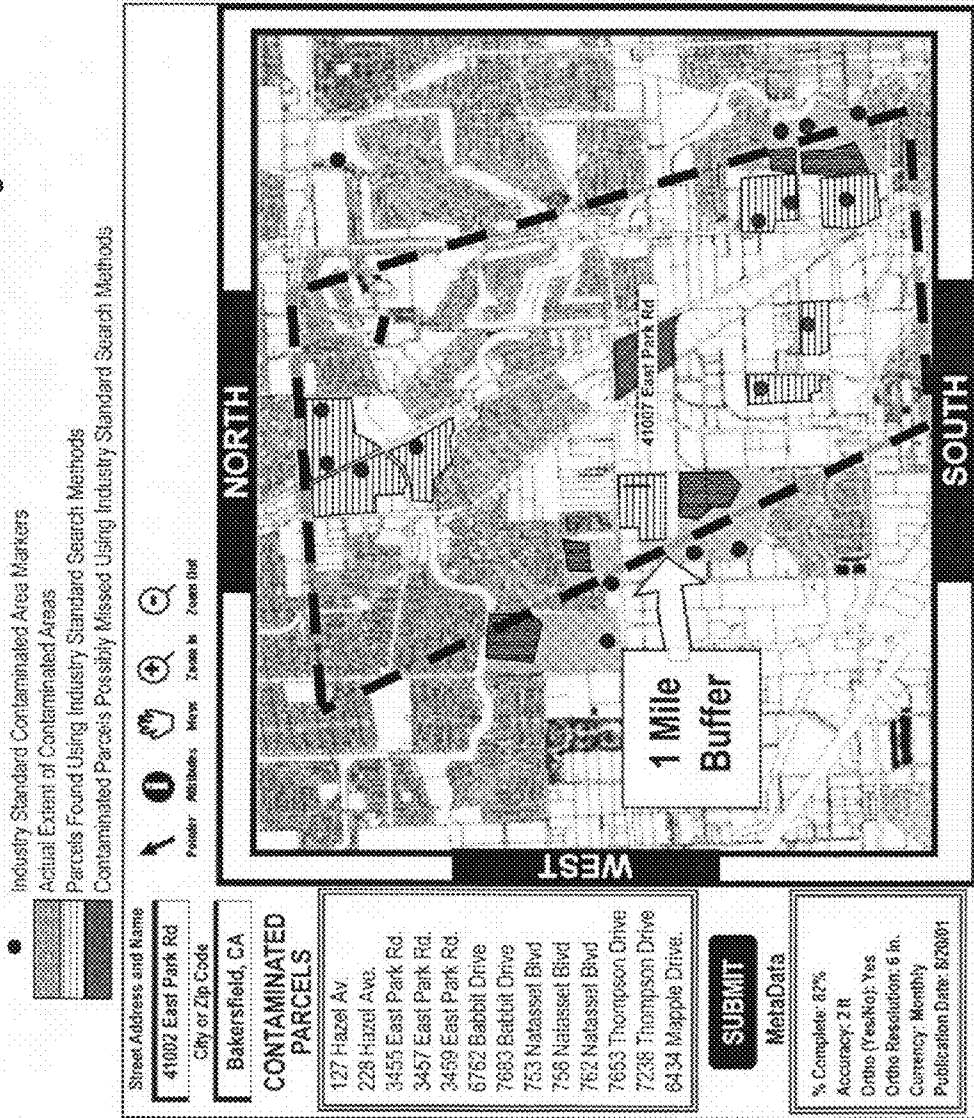 Industry Standard Contaminated Area Markers
Actual Extent of Contaminated Areas
Parcels Found Using Industry Standard Search Methods
Contaminated Parcels Possibly Missed Using Industry Standard Search Methods
Street Address and Name
41002 East Park Rd
City or Zip Code
Bakersfield, CA
Pointer Attributes Move Zoom In Zoom Out
CONTAMINATED
PARCELS
127 Hazel Av.
228 Hazel Ave.
3455 East Park Rd.
3457 East Park Rd.
3459 East Park Rd.
6762 Babbit Drive
7683 Babbit Drive
753 Natassel Blvd
758 Natassel Blvd
762 Natassel Blvd
7653 Thompson Drive
7238 Thompson Drive
6434 Mapple Drive.
SUBMIT
MetaData
% Complete: 82%
Accuracy: 2 ft
Ortho (Yes/No): Yes
Ortho Resolution: 6 in.
Currency Monthly
Publication Date: 8/20/01
NORTH
WEST
SOUTH
41007 East Park Rd
1 Mile
Buffer